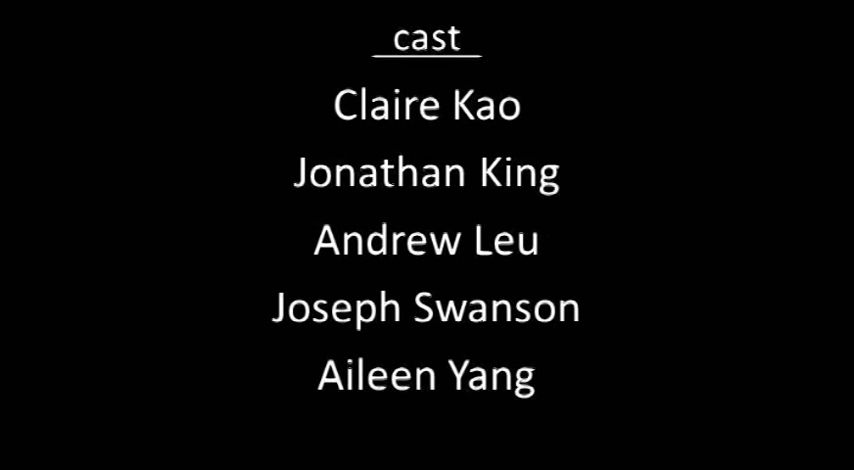 cast
Claire Kao
Jonathan King
Andrew Leu
Joseph Swanson
Aileen Yang